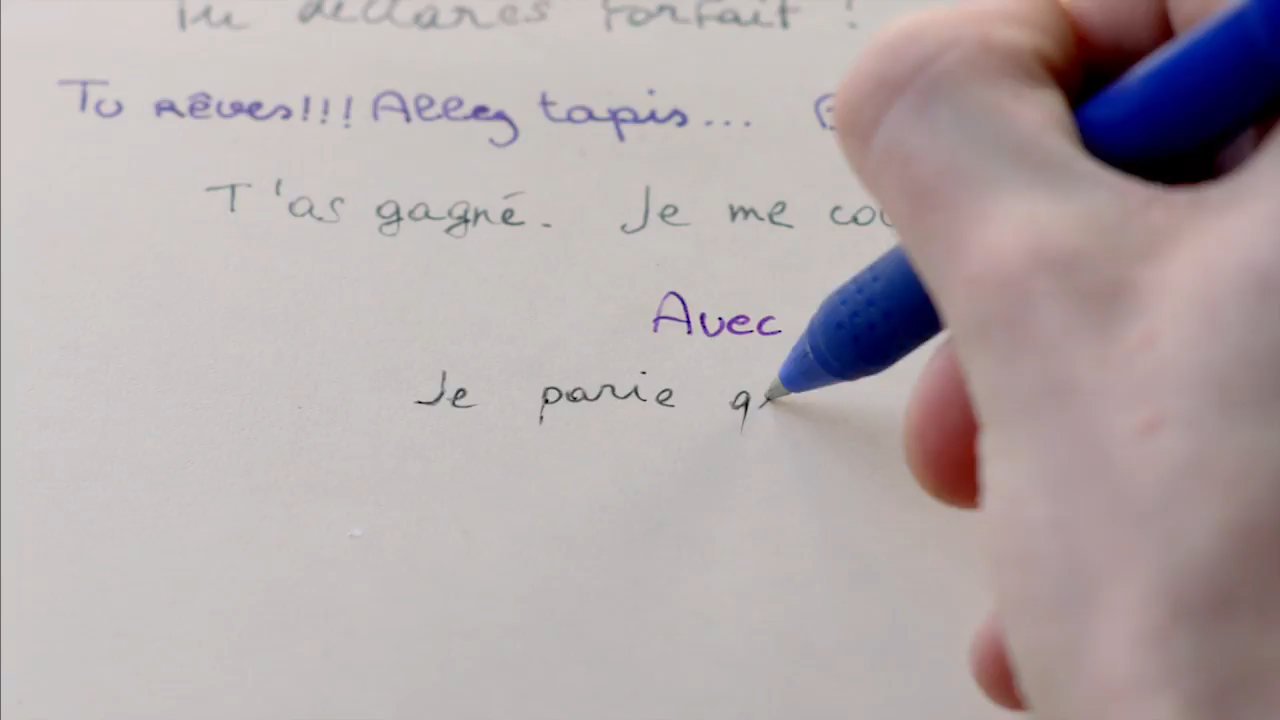 Tu déclares forfait !
Tu rêves!!! Allez tapis...
T'as gagné. Je me
Avec
Je parie